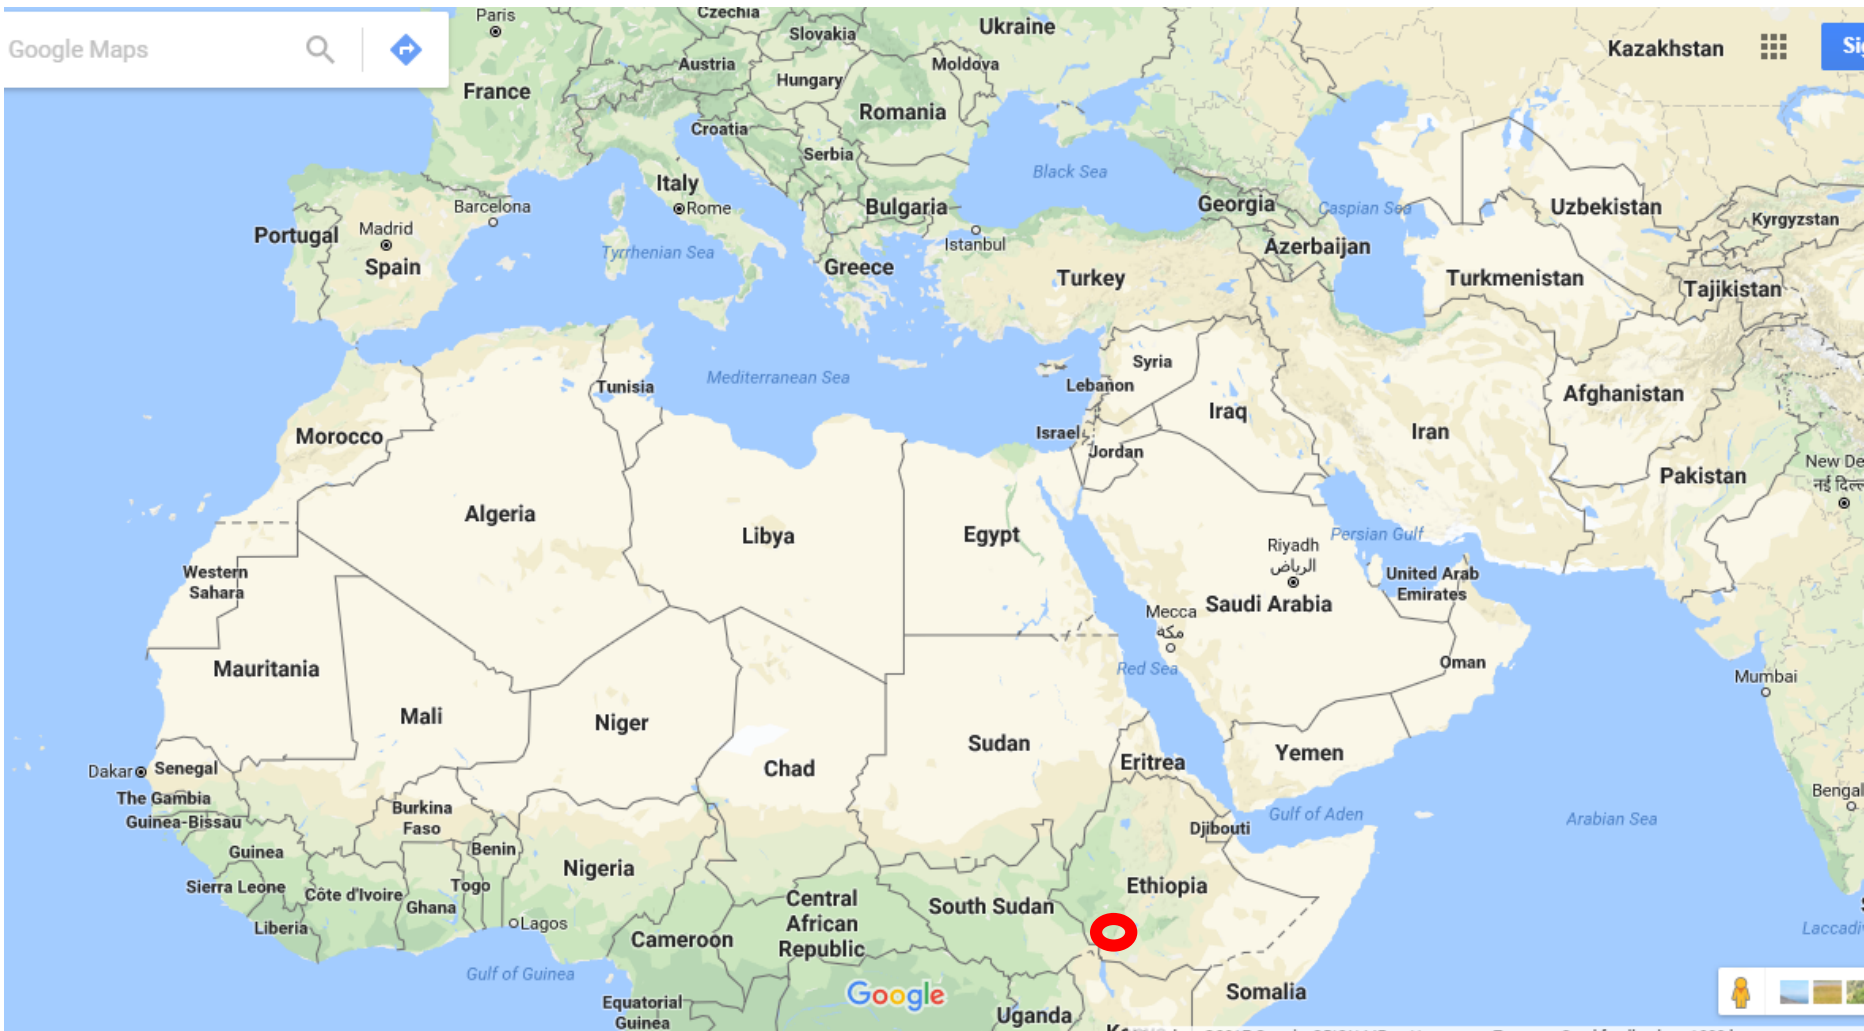 Google Maps
Paris
Czechia
Slovakia
Ukraine
Kazakhstan
Austria
Hungary
Moldova
France
Romania
Croatia
Serbia
Black Sea
Italy
Rome
Bulgaria
Georgia
Caspian Sea
Uzbekistan
Kyrgyzstan
Barcelona
Portugal
Madrid
Spain
Tyrrhenian Sea
Istanbul
Azerbaijan
Greece
Turkey
Turkmenistan
Tajikistan
Syria
Mediterranean Sea
Tunisia
Lebanon
Afghanistan
Iraq
Morocco
Israel
Iran
Jordan
Pakistan
New De
नई दिल्ल
Algeria
Libya
Egypt
Persian Gulf
Riyadh
الرياض
Western
Sahara
United Arab
Emirates
Saudi Arabia
Mecca
مكة
Mauritania
Red Sea
Oman
Mumbai
Mali
Niger
Sudan
Yemen
Eritrea
Dakar
Senegal
Chad
The Gambia
Burkina
Faso
Guinea-Bissau
Djibouti
Gulf of Aden
Arabian Sea
Bengal
Guinea
Benin
Nigeria
Sierra Leone
Côte d'Ivoire
Togo
Ghana
Ethiopia
Central
African
Republic
South Sudan
Liberia
Lagos
Cameroon
Laccadiv
Gulf of Guinea
Google
Equatorial
Guinea
Uganda
Somalia